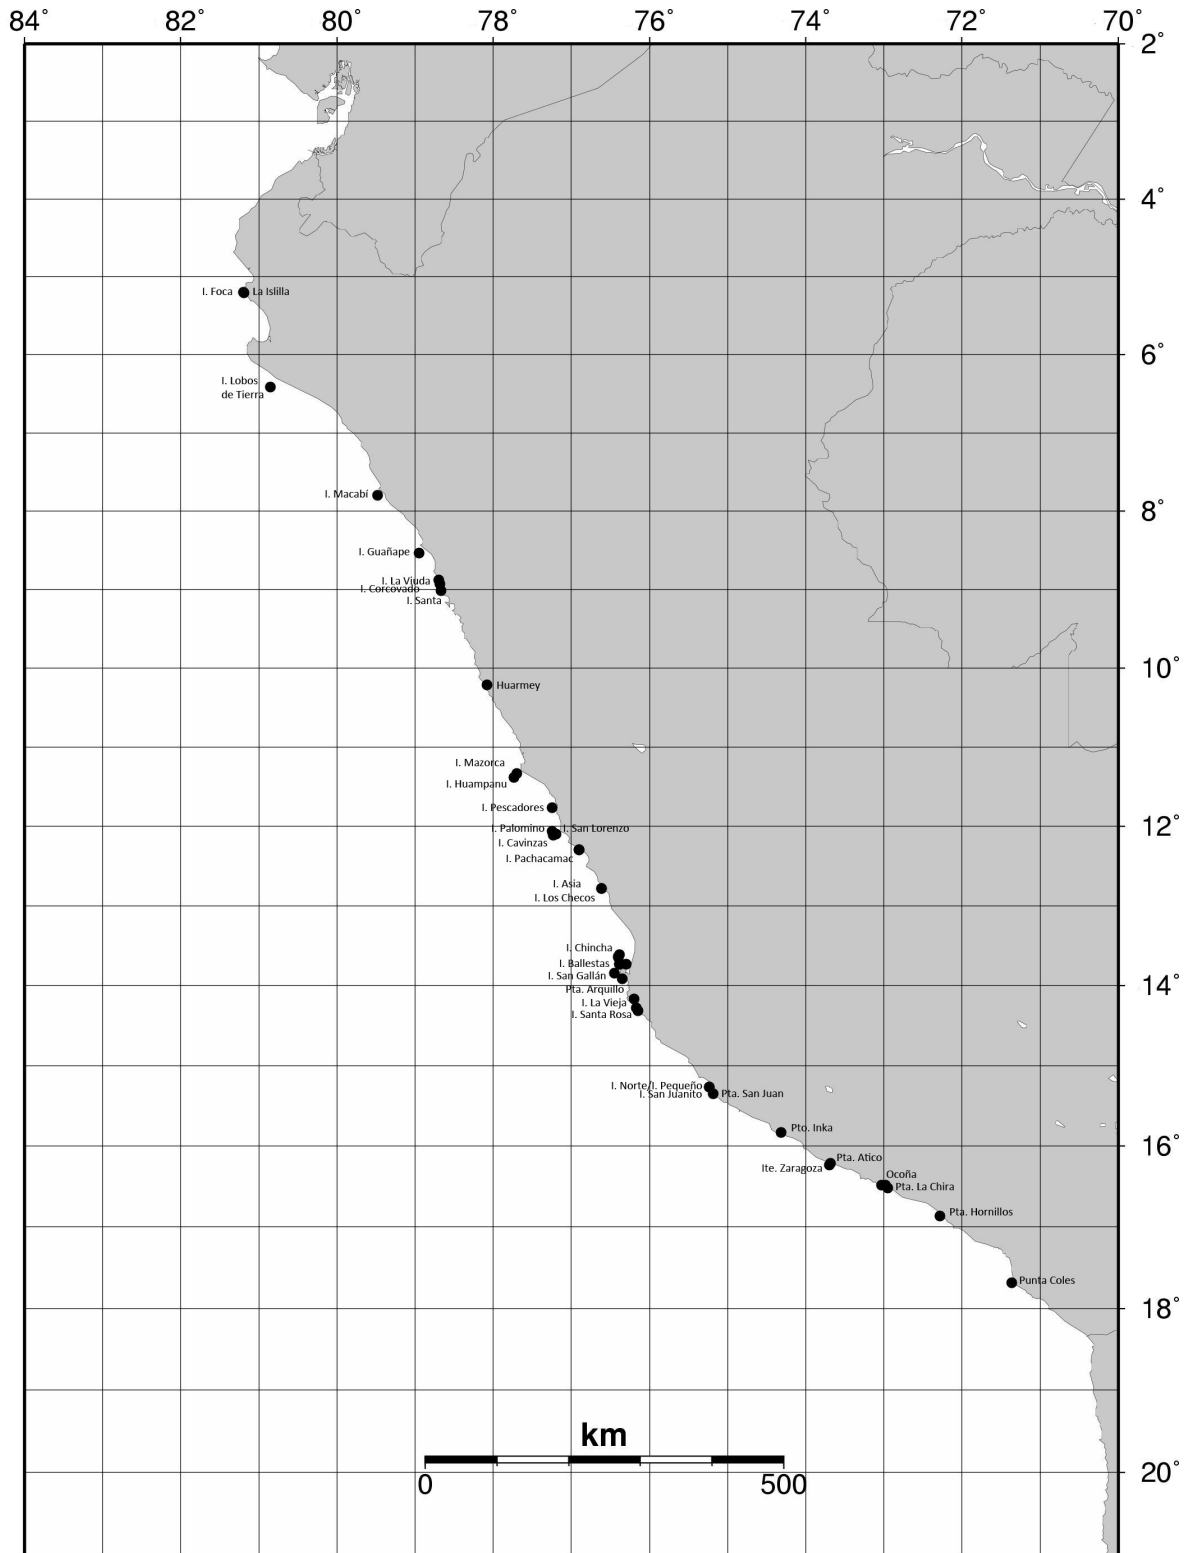 84° 82° 80° 78° 76° 74° 72° 70°
2°
4°
I. Foca La Islilla
6°
I. Lobos
de Tierra
I. Macabí
8°
I. Guañape
I. La Viuda
I. Corcovado
I. Santa
10°
Huarmey
I. Mazorca
I. Huampanu
I. Pescadores
12°
I. Palomino I. San Lorenzo
I. Cavinzas
I. Pachacamac
I. Asia
I. Los Checos
I. Chincha
I. Ballestas
I. San Gallán
14°
Pta. Arquillo
I. La Vieja
I. Santa Rosa
I. Norte/I. Pequeño
I. San Juanito Pta. San Juan
Pto. Inka
16°
Pta. Atico
Ite. Zaragoza
Ocoña
Pta. La Chira
Pta. Hornillos
Punta Coles
18°
km
20°
0 500